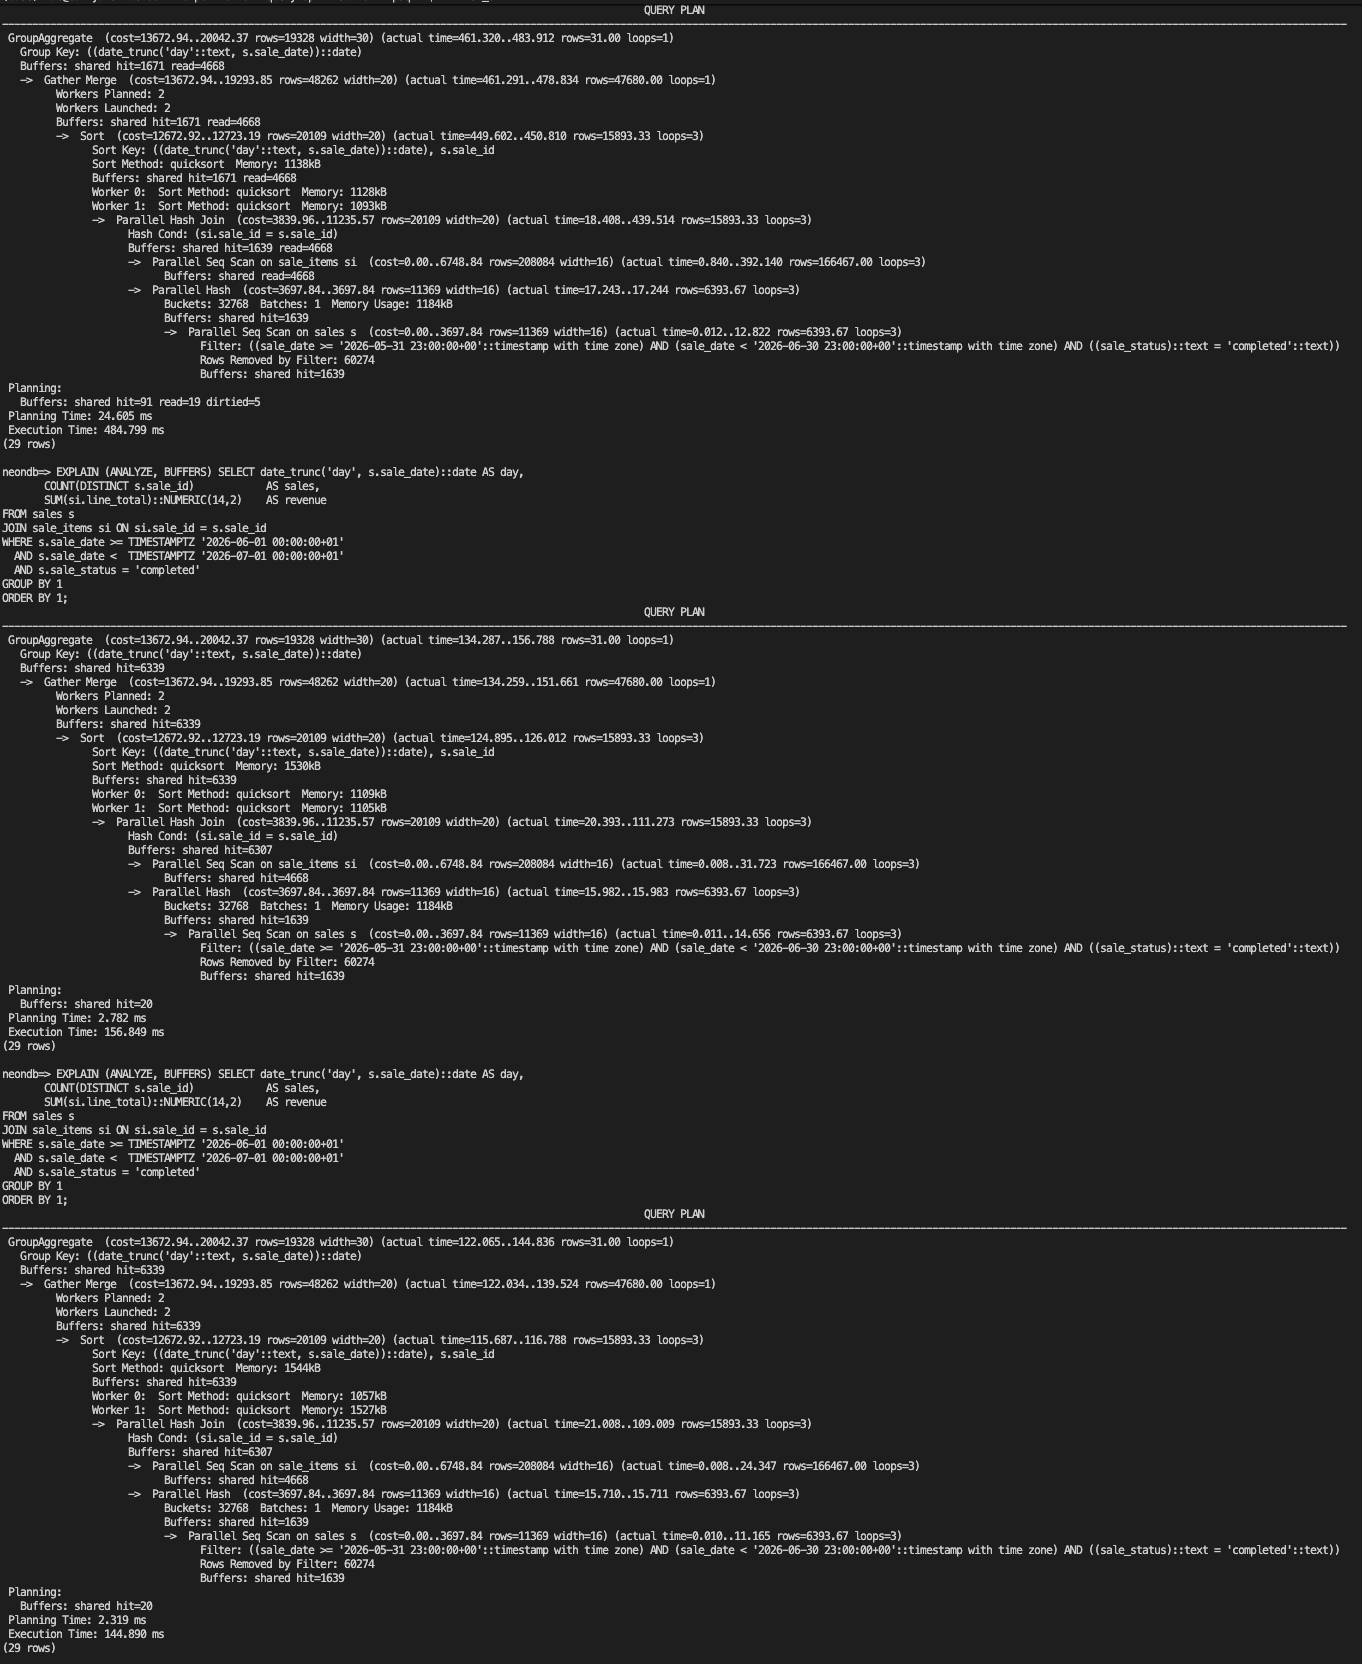 QUERY PLAN
GroupAggregate  (cost=13672.94..20042.37 rows=19328 width=30) (actual time=461.320..483.912 rows=31.00 loops=1)
Group Key: ((date_trunc('day'::text, s.sale_date))::date)
Buffers: shared hit=1671 read=4668
->  Gather Merge  (cost=13672.94..19293.85 rows=48262 width=20) (actual time=461.291..478.834 rows=47680.00 loops=1)
Workers Planned: 2
Workers Launched: 2
Buffers: shared hit=1671 read=4668
->  Sort  (cost=12672.92..12723.19 rows=20109 width=20) (actual time=449.602..450.810 rows=15893.33 loops=3)
Sort Key: ((date_trunc('day'::text, s.sale_date))::date), s.sale_id
Sort Method: quicksort  Memory: 1138kB
Buffers: shared hit=1671 read=4668
Worker 0:  Sort Method: quicksort  Memory: 1128kB
Worker 1:  Sort Method: quicksort  Memory: 1093kB
->  Parallel Hash Join  (cost=3839.96..11235.57 rows=20109 width=20) (actual time=18.408..439.514 rows=15893.33 loops=3)
Hash Cond: (si.sale_id = s.sale_id)
Buffers: shared hit=1639 read=4668
->  Parallel Seq Scan on sale_items si  (cost=0.00..6748.84 rows=208084 width=16) (actual time=0.840..392.140 rows=166467.00 loops=3)
Buffers: shared read=4668
->  Parallel Hash  (cost=3697.84..3697.84 rows=11369 width=16) (actual time=17.243..17.244 rows=6393.67 loops=3)
Buckets: 32768  Batches: 1  Memory Usage: 1184kB
Buffers: shared hit=1639
->  Parallel Seq Scan on sales s  (cost=0.00..3697.84 rows=11369 width=16) (actual time=0.012..12.822 rows=6393.67 loops=3)
Filter: ((sale_date >= '2026-05-31 23:00:00+00'::timestamp with time zone) AND (sale_date < '2026-06-30 23:00:00+00'::timestamp with time zone) AND ((sale_status)::text = 'completed'::text))
Rows Removed by Filter: 60274
Buffers: shared hit=1639
Planning:
Buffers: shared hit=91 read=19 dirtied=5
Planning Time: 24.605 ms
Execution Time: 484.799 ms
(29 rows)
neondb=> EXPLAIN (ANALYZE, BUFFERS) SELECT date_trunc('day', s.sale_date)::date AS day,
COUNT(DISTINCT s.sale_id)            AS sales,
SUM(si.line_total)::NUMERIC(14,2)    AS revenue
FROM sales s
JOIN sale_items si ON si.sale_id = s.sale_id
WHERE s.sale_date >= TIMESTAMPTZ '2026-06-01 00:00:00+01'
AND s.sale_date <  TIMESTAMPTZ '2026-07-01 00:00:00+01'
AND s.sale_status = 'completed'
GROUP BY 1
ORDER BY 1;
QUERY PLAN
GroupAggregate  (cost=13672.94..20042.37 rows=19328 width=30) (actual time=134.287..156.788 rows=31.00 loops=1)
Group Key: ((date_trunc('day'::text, s.sale_date))::date)
Buffers: shared hit=6339
->  Gather Merge  (cost=13672.94..19293.85 rows=48262 width=20) (actual time=134.259..151.661 rows=47680.00 loops=1)
Workers Planned: 2
Workers Launched: 2
Buffers: shared hit=6339
->  Sort  (cost=12672.92..12723.19 rows=20109 width=20) (actual time=124.895..126.012 rows=15893.33 loops=3)
Sort Key: ((date_trunc('day'::text, s.sale_date))::date), s.sale_id
Sort Method: quicksort  Memory: 1530kB
Buffers: shared hit=6339
Worker 0:  Sort Method: quicksort  Memory: 1109kB
Worker 1:  Sort Method: quicksort  Memory: 1105kB
->  Parallel Hash Join  (cost=3839.96..11235.57 rows=20109 width=20) (actual time=20.393..111.273 rows=15893.33 loops=3)
Hash Cond: (si.sale_id = s.sale_id)
Buffers: shared hit=6307
->  Parallel Seq Scan on sale_items si  (cost=0.00..6748.84 rows=208084 width=16) (actual time=0.008..31.723 rows=166467.00 loops=3)
Buffers: shared hit=4668
->  Parallel Hash  (cost=3697.84..3697.84 rows=11369 width=16) (actual time=15.982..15.983 rows=6393.67 loops=3)
Buckets: 32768  Batches: 1  Memory Usage: 1184kB
Buffers: shared hit=1639
->  Parallel Seq Scan on sales s  (cost=0.00..3697.84 rows=11369 width=16) (actual time=0.011..14.656 rows=6393.67 loops=3)
Filter: ((sale_date >= '2026-05-31 23:00:00+00'::timestamp with time zone) AND (sale_date < '2026-06-30 23:00:00+00'::timestamp with time zone) AND ((sale_status)::text = 'completed'::text))
Rows Removed by Filter: 60274
Buffers: shared hit=1639
Planning:
Buffers: shared hit=20
Planning Time: 2.782 ms
Execution Time: 156.849 ms
(29 rows)
neondb=> EXPLAIN (ANALYZE, BUFFERS) SELECT date_trunc('day', s.sale_date)::date AS day,
COUNT(DISTINCT s.sale_id)            AS sales,
SUM(si.line_total)::NUMERIC(14,2)    AS revenue
FROM sales s
JOIN sale_items si ON si.sale_id = s.sale_id
WHERE s.sale_date >= TIMESTAMPTZ '2026-06-01 00:00:00+01'
AND s.sale_date <  TIMESTAMPTZ '2026-07-01 00:00:00+01'
AND s.sale_status = 'completed'
GROUP BY 1
ORDER BY 1;
QUERY PLAN
GroupAggregate  (cost=13672.94..20042.37 rows=19328 width=30) (actual time=122.065..144.836 rows=31.00 loops=1)
Group Key: ((date_trunc('day'::text, s.sale_date))::date)
Buffers: shared hit=6339
->  Gather Merge  (cost=13672.94..19293.85 rows=48262 width=20) (actual time=122.034..139.524 rows=47680.00 loops=1)
Workers Planned: 2
Workers Launched: 2
Buffers: shared hit=6339
->  Sort  (cost=12672.92..12723.19 rows=20109 width=20) (actual time=115.687..116.788 rows=15893.33 loops=3)
Sort Key: ((date_trunc('day'::text, s.sale_date))::date), s.sale_id
Sort Method: quicksort  Memory: 1544kB
Buffers: shared hit=6339
Worker 0:  Sort Method: quicksort  Memory: 1057kB
Worker 1:  Sort Method: quicksort  Memory: 1527kB
->  Parallel Hash Join  (cost=3839.96..11235.57 rows=20109 width=20) (actual time=21.008..109.009 rows=15893.33 loops=3)
Hash Cond: (si.sale_id = s.sale_id)
Buffers: shared hit=6307
->  Parallel Seq Scan on sale_items si  (cost=0.00..6748.84 rows=208084 width=16) (actual time=0.008..24.347 rows=166467.00 loops=3)
Buffers: shared hit=4668
->  Parallel Hash  (cost=3697.84..3697.84 rows=11369 width=16) (actual time=15.710..15.711 rows=6393.67 loops=3)
Buckets: 32768  Batches: 1  Memory Usage: 1184kB
Buffers: shared hit=1639
->  Parallel Seq Scan on sales s  (cost=0.00..3697.84 rows=11369 width=16) (actual time=0.010..11.165 rows=6393.67 loops=3)
Filter: ((sale_date >= '2026-05-31 23:00:00+00'::timestamp with time zone) AND (sale_date < '2026-06-30 23:00:00+00'::timestamp with time zone) AND ((sale_status)::text = 'completed'::text))
Rows Removed by Filter: 60274
Buffers: shared hit=1639
Planning:
Buffers: shared hit=20
Planning Time: 2.319 ms
Execution Time: 144.890 ms
(29 rows)